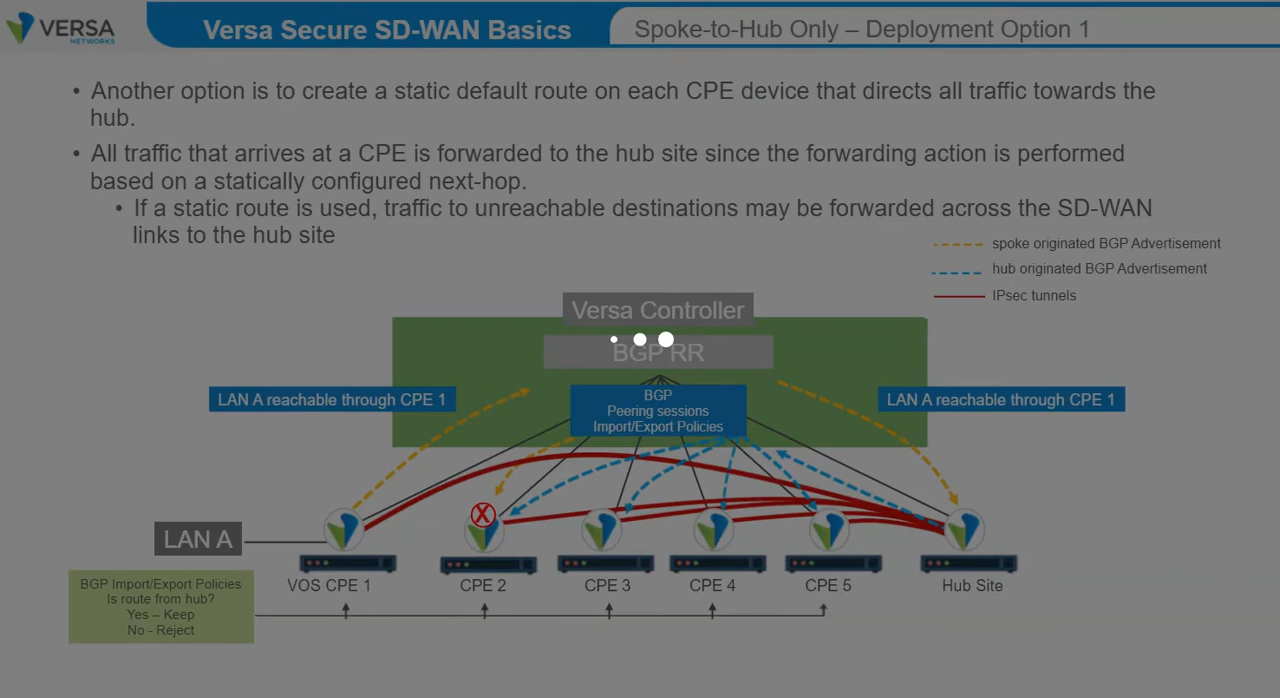 VERSA
NETWORKS
Versa Secure SD-WAN Basics
Spoke-to-Hub Only – Deployment Option 1
• Another option is to create a static default route on each CPE device that directs all traffic towards the
hub.
• All traffic that arrives at a CPE is forwarded to the hub site since the forwarding action is performed
based on a statically configured next-hop.
• If a static route is used, traffic to unreachable destinations may be forwarded across the SD-WAN
links to the hub site
spoke originated BGP Advertisement
hub originated BGP Advertisement
IPsec tunnels
Versa Controller
BGP RR
LAN A reachable through CPE 1
BGP
Peering sessions
Import/Export Policies
LAN A reachable through CPE 1
X
LAN A
VOS CPE 1
CPE 2
CPE 3
CPE 4
CPE 5
Hub Site
BGP Import/Export Policies
Is route from hub?
Yes – Keep
No - Reject